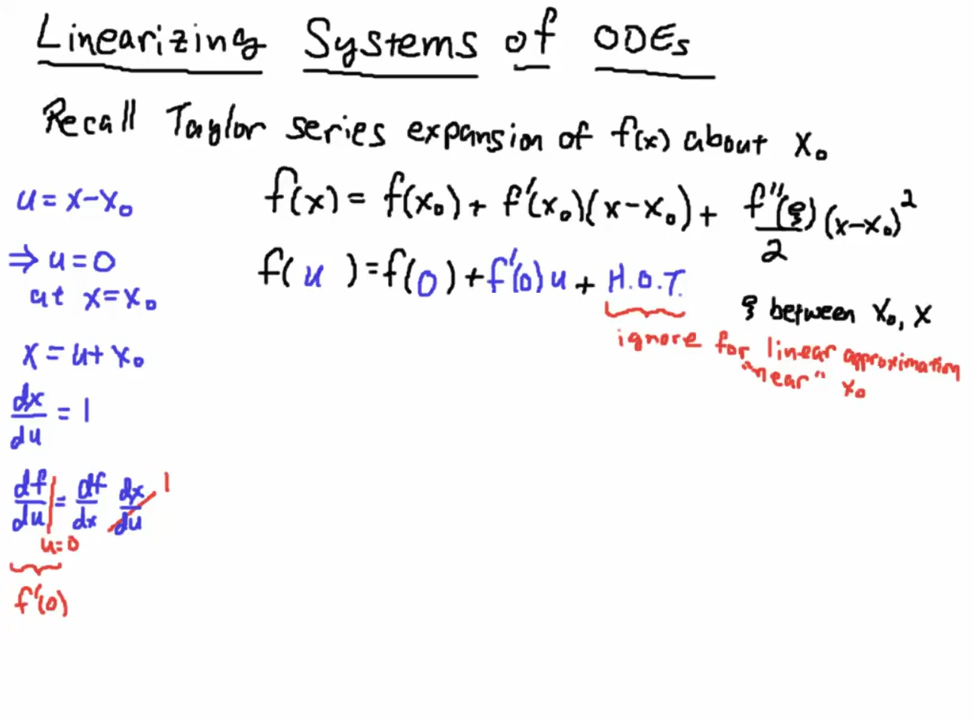 Linearizing Systems of ODEs
Recall Taylor series expansion of f(x) about x₀
u = x-x₀
f(x) = f(x₀) + f'(x₀)(x-x₀) + f''(ξ)/2 (x-x₀)²
⇒ u = 0
at x = x₀
f( u ) = f(0) + f'(0)u + H.O.T.
ξ between x₀, x
ignore for linear approximation
"near" x₀
x = u + x₀
dx/du = 1
df/du | u=0 = df/dx dx/du 1
f'(0)